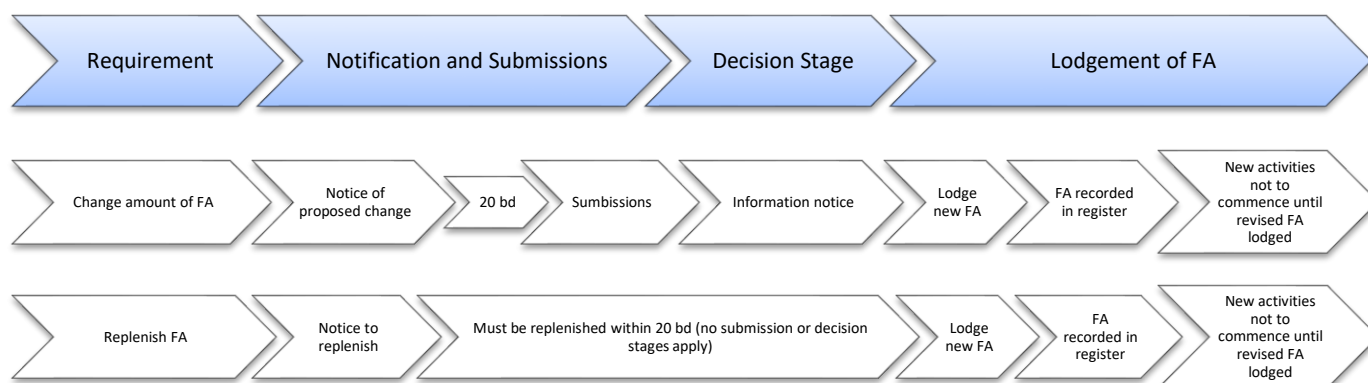 Requirement
Notification and Submissions
Decision Stage
Lodgement of FA
Change amount of FA
Notice of
proposed change
20 bd
Sumbissions
Information notice
Lodge
new FA
FA recorded
in register
New activities
not to
commence until
revised FA
lodged
Replenish FA
Notice to
replenish
Must be replenished within 20 bd (no submission or decision
stages apply)
Lodge
new FA
FA
recorded in
register
New activities
not to
commence until
revised FA
lodged